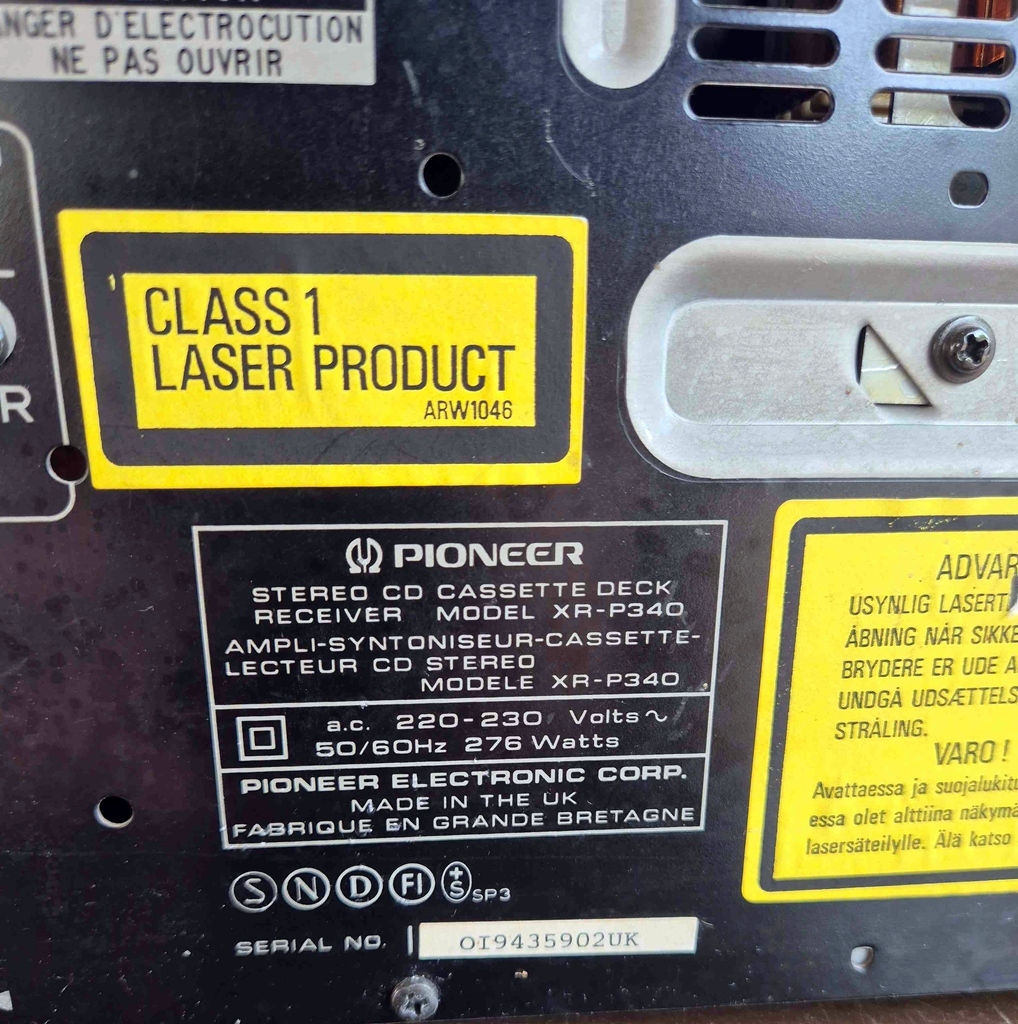 D'ELECTROCUTION
NE PAS OUVRIR
CLASS 1
LASER PRODUCT
ARW1046
PIONEER
STEREO CD CASSETTE DECK
RECEIVER MODEL XR-P340
AMPLI-SYNTONISEUR-CASSETTE-
LECTEUR CD STEREO
MODELE XR-P340
a.c. 220-230 Volts ~
50/60Hz 276 Watts
PIONEER ELECTRONIC CORP.
MADE IN THE UK
FABRIQUE EN GRANDE BRETAGNE
S N D FI +S SP3
SERIAL NO. OI9435902UK
ADVAR
USYNLIG LASERT
ÅBNING NÅR SIKKE
BRYDERE ER UDE A
UNDGÅ UDSÆTTELS
STRÅLING.
VARO!
Avattaessa ja suojalukitu
essa olet alttiina näkymä
lasersäteilylle. Älä katso